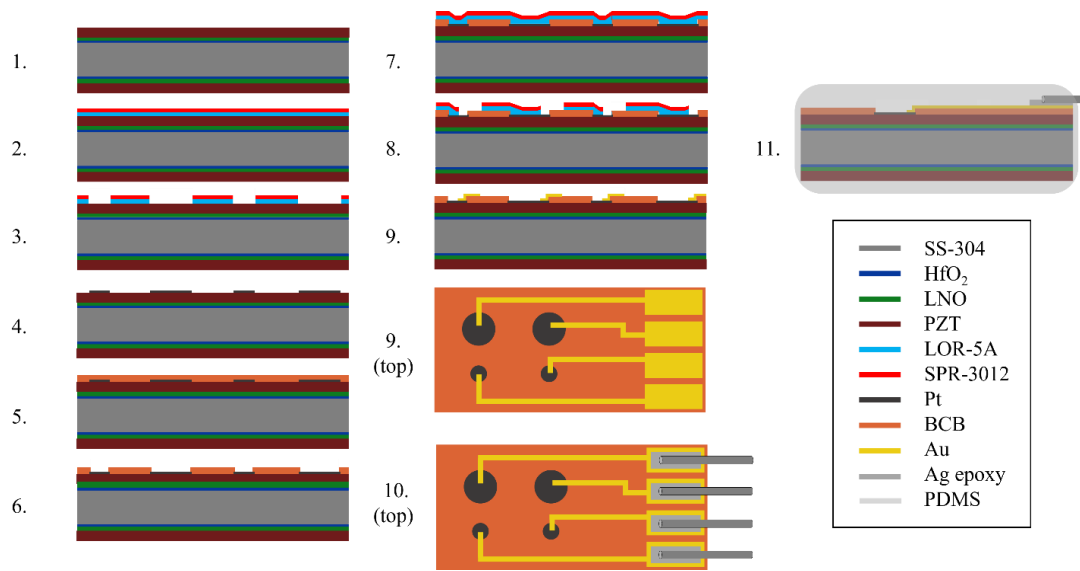 1.
2.
3.
4.
5.
6.
7.
8.
9.
9.
(top)
10.
(top)
11.
SS-304
HfO₂
LNO
PZT
LOR-5A
SPR-3012
Pt
BCB
Au
Ag epoxy
PDMS